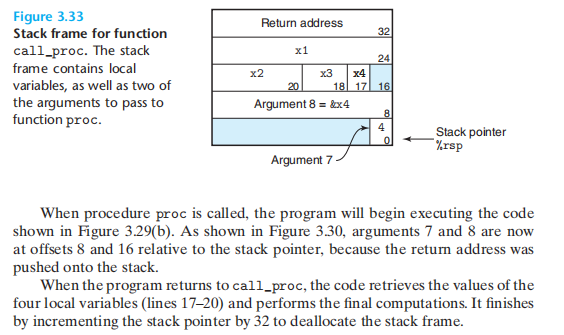 Figure 3.33
Stack frame for function
call_proc. The stack
frame contains local
variables, as well as two of
the arguments to pass to
function proc.
Return address
32
x1
24
x2 x3 x4
20 18 17 16
Argument 8 = &x4
8
4
0
Stack pointer
%rsp
Argument 7
When procedure proc is called, the program will begin executing the code
shown in Figure 3.29(b). As shown in Figure 3.30, arguments 7 and 8 are now
at offsets 8 and 16 relative to the stack pointer, because the return address was
pushed onto the stack.
When the program returns to call_proc, the code retrieves the values of the
four local variables (lines 17–20) and performs the final computations. It finishes
by incrementing the stack pointer by 32 to deallocate the stack frame.